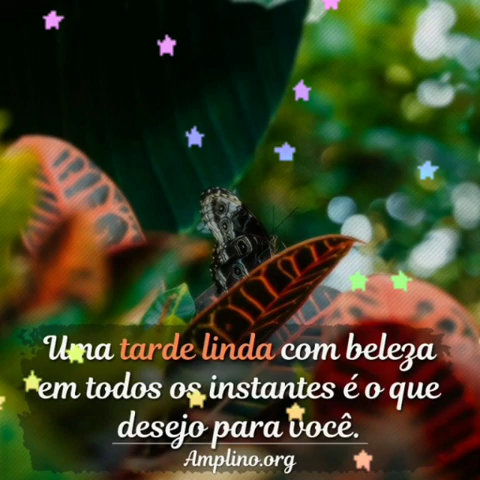 Uma tarde linda com beleza
em todos os instantes é o que
desejo para você.
Amplino.org